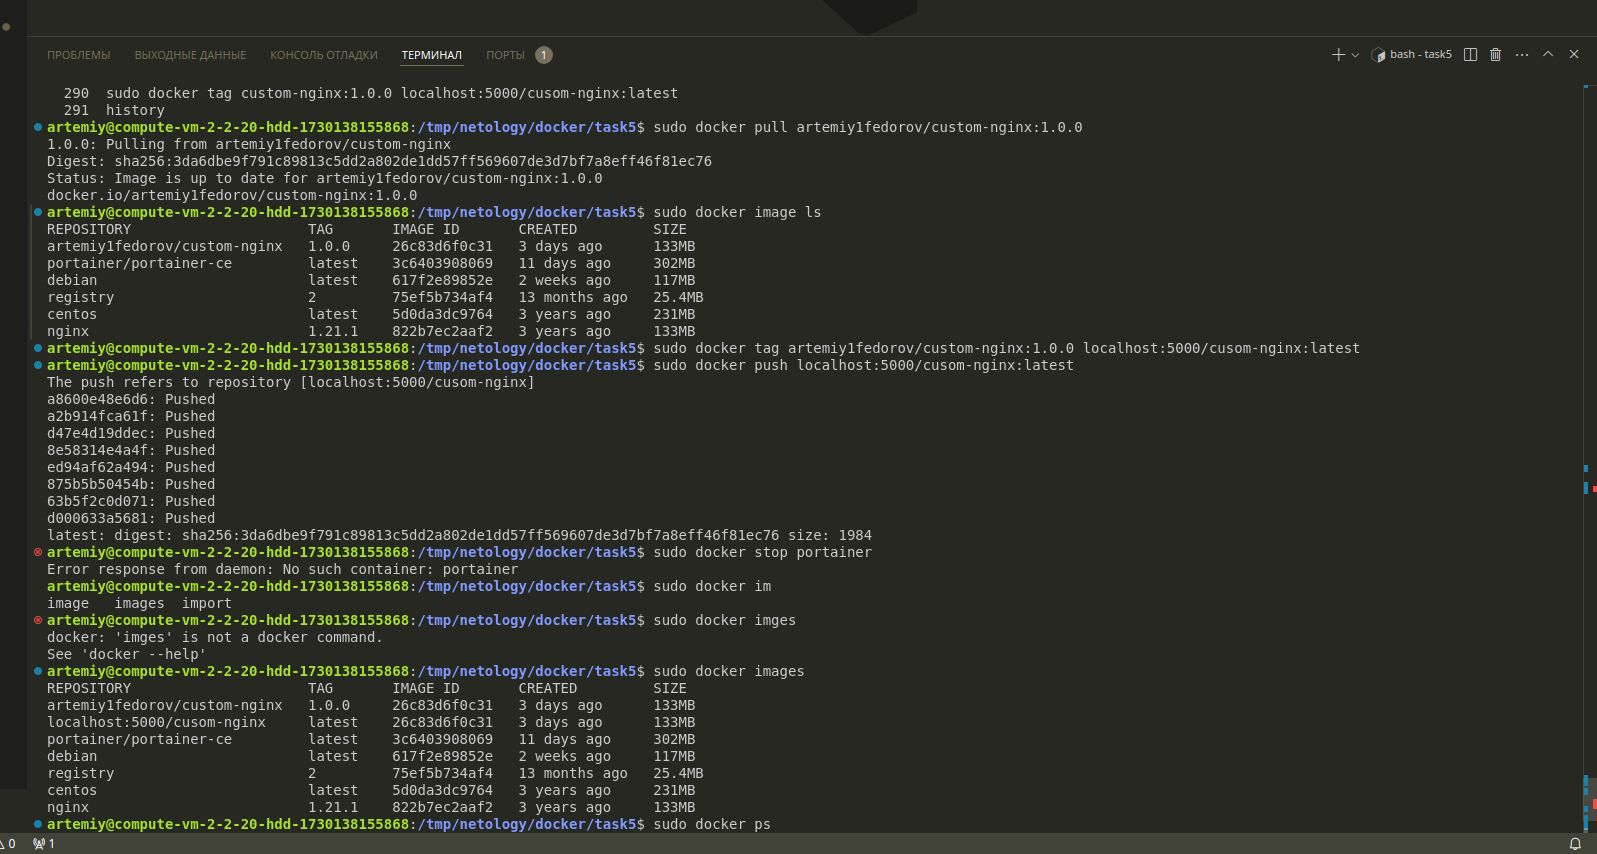 ПРОБЛЕМЫ ВЫХОДНЫЕ ДАННЫЕ КОНСОЛЬ ОТЛАДКИ ТЕРМИНАЛ ПОРТЫ 1 bash - task5
290 sudo docker tag custom-nginx:1.0.0 localhost:5000/cusom-nginx:latest
291 history
artemiy@compute-vm-2-2-20-hdd-1730138155868:/tmp/netology/docker/task5$ sudo docker pull artemiy1fedorov/custom-nginx:1.0.0
1.0.0: Pulling from artemiy1fedorov/custom-nginx
Digest: sha256:3da6dbe9f791c89813c5dd2a802de1dd57ff569607de3d7bf7a8eff46f81ec76
Status: Image is up to date for artemiy1fedorov/custom-nginx:1.0.0
docker.io/artemiy1fedorov/custom-nginx:1.0.0
artemiy@compute-vm-2-2-20-hdd-1730138155868:/tmp/netology/docker/task5$ sudo docker image ls
REPOSITORY TAG IMAGE ID CREATED SIZE
artemiy1fedorov/custom-nginx 1.0.0 26c83d6f0c31 3 days ago 133MB
portainer/portainer-ce latest 3c6403908069 11 days ago 302MB
debian latest 617f2e89852e 2 weeks ago 117MB
registry 2 75ef5b734af4 13 months ago 25.4MB
centos latest 5d0da3dc9764 3 years ago 231MB
nginx 1.21.1 822b7ec2aaf2 3 years ago 133MB
artemiy@compute-vm-2-2-20-hdd-1730138155868:/tmp/netology/docker/task5$ sudo docker tag artemiy1fedorov/custom-nginx:1.0.0 localhost:5000/cusom-nginx:latest
artemiy@compute-vm-2-2-20-hdd-1730138155868:/tmp/netology/docker/task5$ sudo docker push localhost:5000/cusom-nginx:latest
The push refers to repository [localhost:5000/cusom-nginx]
a8600e48e6d6: Pushed
a2b914fca61f: Pushed
d47e4d19ddec: Pushed
8e58314e4a4f: Pushed
ed94af62a494: Pushed
875b5b50454b: Pushed
63b5f2c0d071: Pushed
d000633a5681: Pushed
latest: digest: sha256:3da6dbe9f791c89813c5dd2a802de1dd57ff569607de3d7bf7a8eff46f81ec76 size: 1984
artemiy@compute-vm-2-2-20-hdd-1730138155868:/tmp/netology/docker/task5$ sudo docker stop portainer
Error response from daemon: No such container: portainer
artemiy@compute-vm-2-2-20-hdd-1730138155868:/tmp/netology/docker/task5$ sudo docker im
image images import
artemiy@compute-vm-2-2-20-hdd-1730138155868:/tmp/netology/docker/task5$ sudo docker imges
docker: 'imges' is not a docker command.
See 'docker --help'
artemiy@compute-vm-2-2-20-hdd-1730138155868:/tmp/netology/docker/task5$ sudo docker images
REPOSITORY TAG IMAGE ID CREATED SIZE
artemiy1fedorov/custom-nginx 1.0.0 26c83d6f0c31 3 days ago 133MB
localhost:5000/cusom-nginx latest 26c83d6f0c31 3 days ago 133MB
portainer/portainer-ce latest 3c6403908069 11 days ago 302MB
debian latest 617f2e89852e 2 weeks ago 117MB
registry 2 75ef5b734af4 13 months ago 25.4MB
centos latest 5d0da3dc9764 3 years ago 231MB
nginx 1.21.1 822b7ec2aaf2 3 years ago 133MB
artemiy@compute-vm-2-2-20-hdd-1730138155868:/tmp/netology/docker/task5$ sudo docker ps
0 1